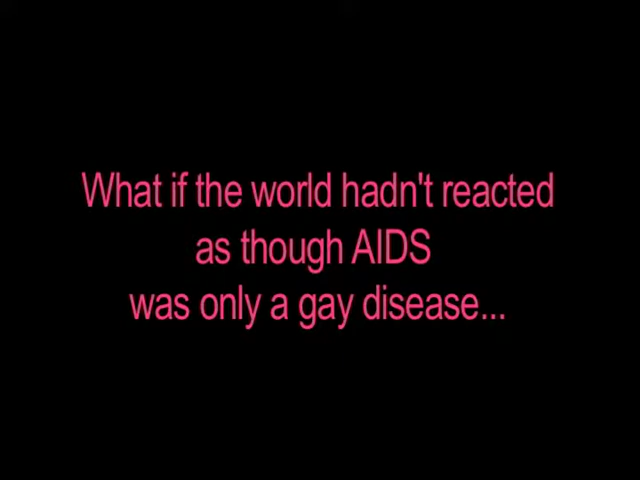 What if the world hadn't reacted
as though AIDS
was only a gay disease...